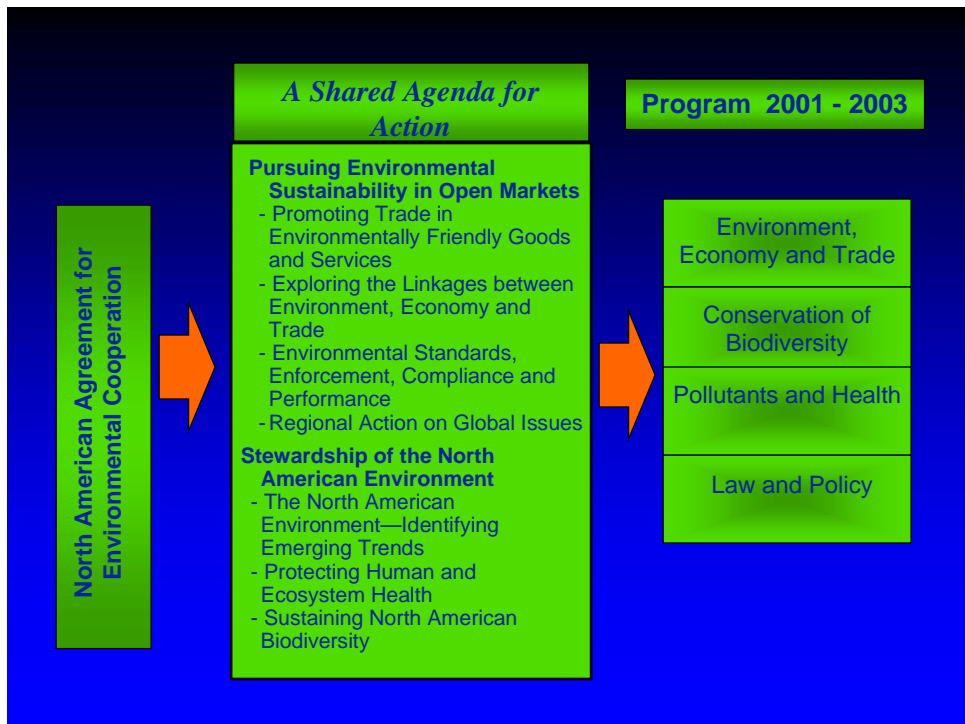 North American Agreement for
Environmental Cooperation
A Shared Agenda for
Action
Pursuing Environmental
Sustainability in Open Markets
- Promoting Trade in
Environmentally Friendly Goods
and Services
- Exploring the Linkages between
Environment, Economy and
Trade
- Environmental Standards,
Enforcement, Compliance and
Performance
- Regional Action on Global Issues
Stewardship of the North
American Environment
- The North American
Environment—Identifying
Emerging Trends
- Protecting Human and
Ecosystem Health
- Sustaining North American
Biodiversity
Program 2001 - 2003
Environment,
Economy and Trade
Conservation of
Biodiversity
Pollutants and Health
Law and Policy